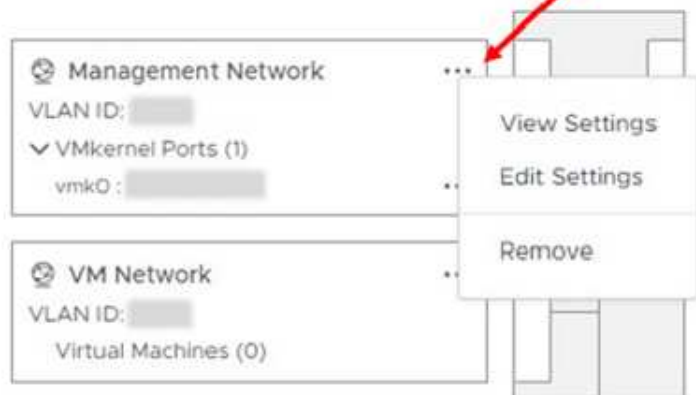 Management Network
VLAN ID:
VMkernel Ports (1)
vmk0 :
View Settings
Edit Settings
Remove
VM Network
VLAN ID:
Virtual Machines (0)